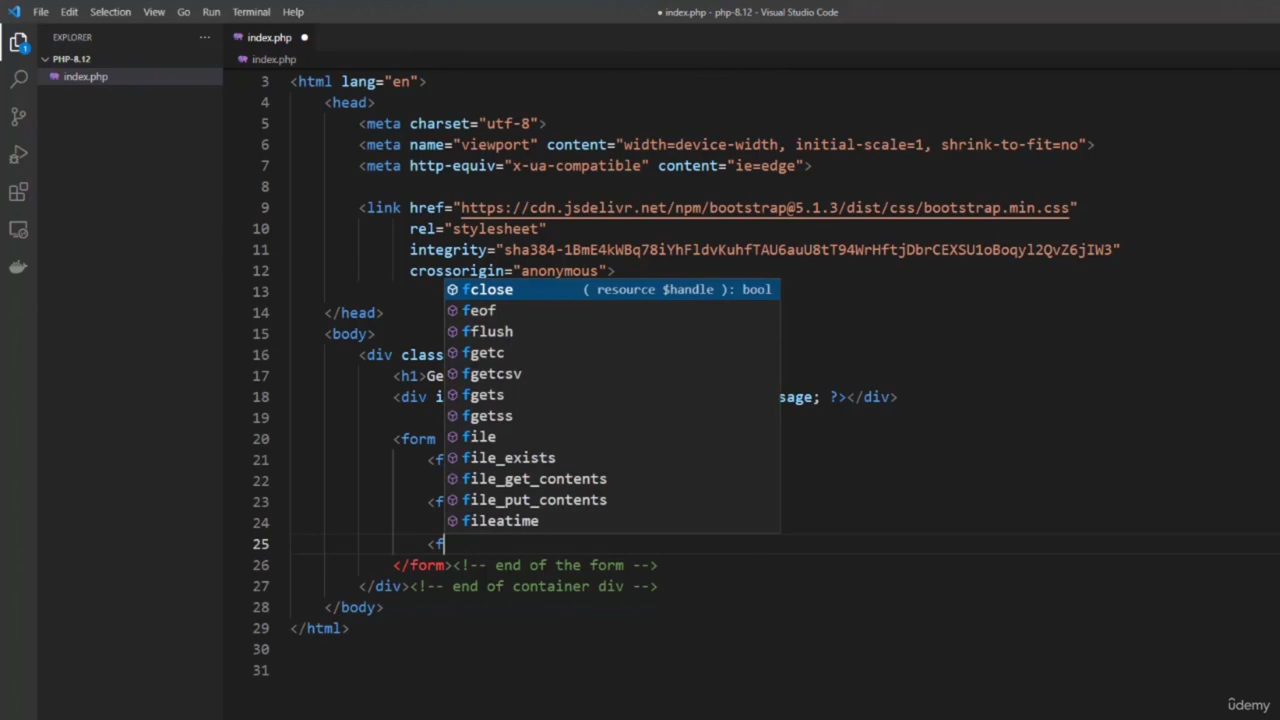 File Edit Selection View Go Run Terminal Help
● index.php - php-8.12 - Visual Studio Code
EXPLORER ...
1
PHP-8.12
index.php
index.php ●
index.php
3 <html lang="en">
4 <head>
5 <meta charset="utf-8">
6 <meta name="viewport" content="width=device-width, initial-scale=1, shrink-to-fit=no">
7 <meta http-equiv="x-ua-compatible" content="ie=edge">
8
9 <link href="https://cdn.jsdelivr.net/npm/bootstrap@5.1.3/dist/css/bootstrap.min.css"
10 rel="stylesheet"
11 integrity="sha384-1BmE4kWBq78iYhFldvKuhfTAU6auU8tT94WrHftjDbrCEXSU1oBoqyl2QvZ6jIW3"
12 crossorigin="anonymous">
13
14 </head>
15 <body>
16 <div class
17 <h1>Ge
18 <div i sage; ?></div>
19
20 <form
21 <f
22
23 <f
24
25 <f
26 </form><!-- end of the form -->
27 </div><!-- end of container div -->
28 </body>
29 </html>
30
31
fclose ( resource $handle ): bool
feof
fflush
fgetc
fgetcsv
fgets
fgetss
file
file_exists
file_get_contents
file_put_contents
fileatime
ûdemy